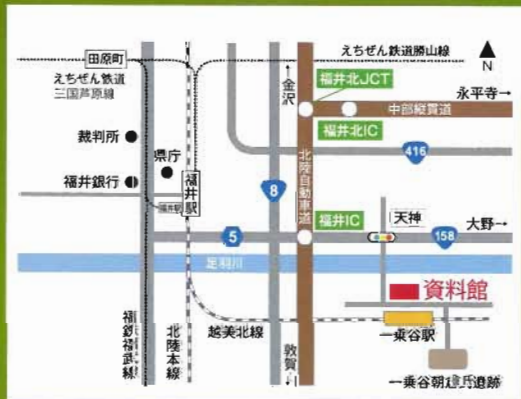 田原町
えちぜん鉄道勝山線
N
えちぜん鉄道
三国芦原線
←金沢
福井北JCT
永平寺→
中部縦貫道
福井北IC
裁判所
県庁
416
福井銀行
福井駅
福井駅
8
北陸自動車道
福井IC
天神
大野→
5
158
足羽川
資料館
福鉄福武線
北陸本線
越美北線
一乗谷駅
敦賀→
一乗谷朝倉氏遺跡